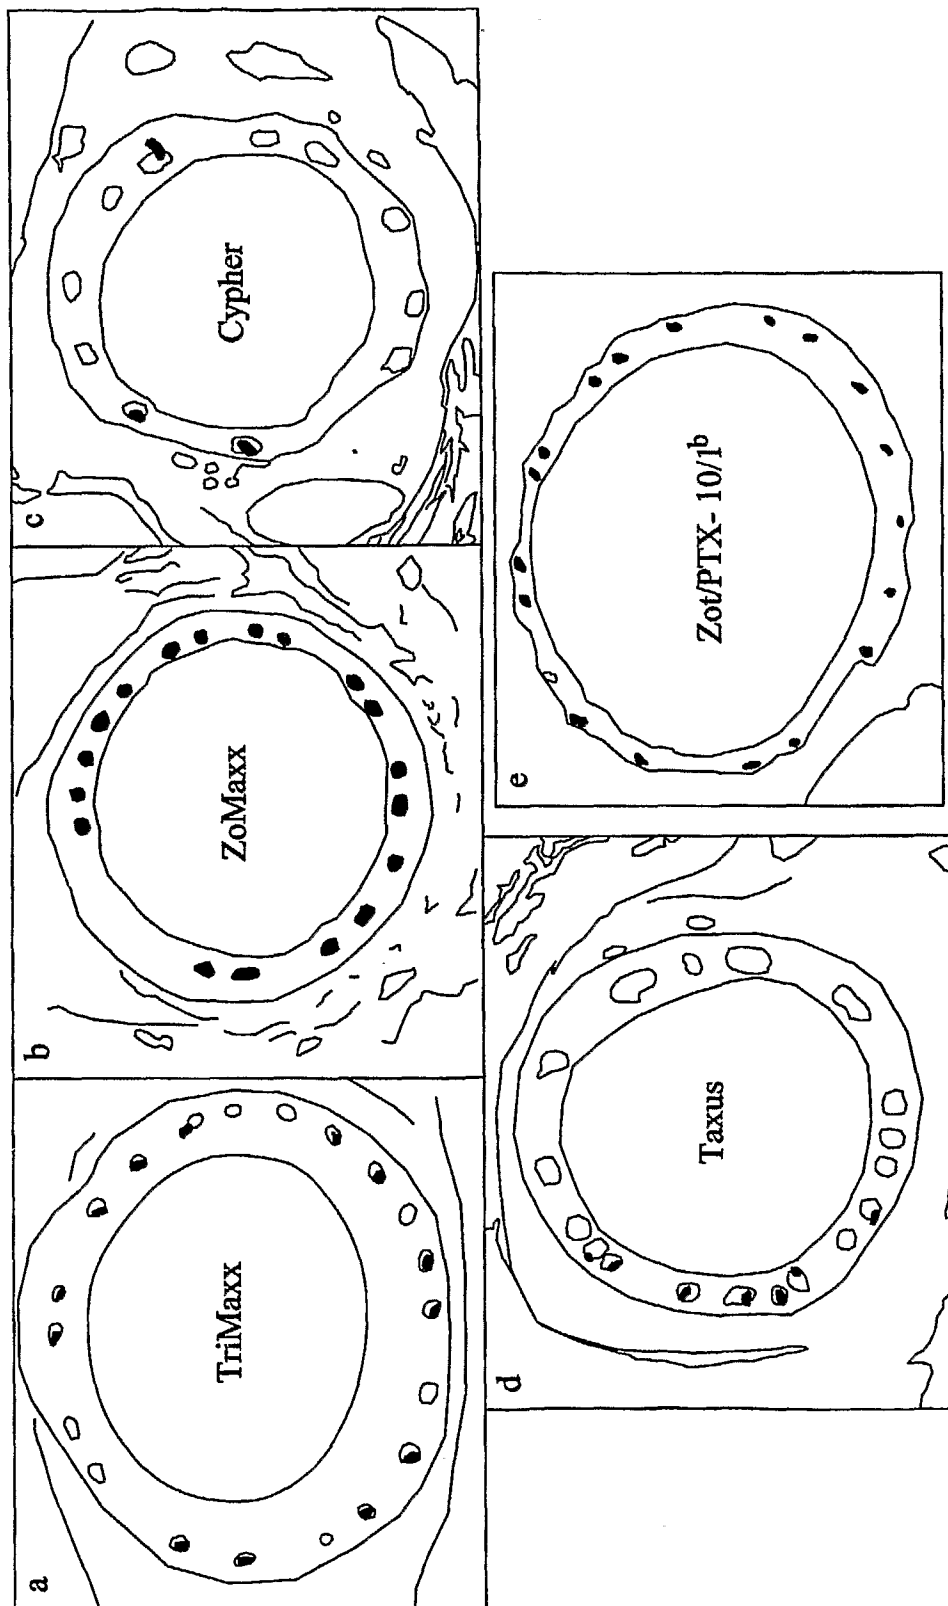 a
TriMaxx
b
ZoMaxx
c
Cypher
d
Taxus
e
Zot/PTX- 10/1ᵇ